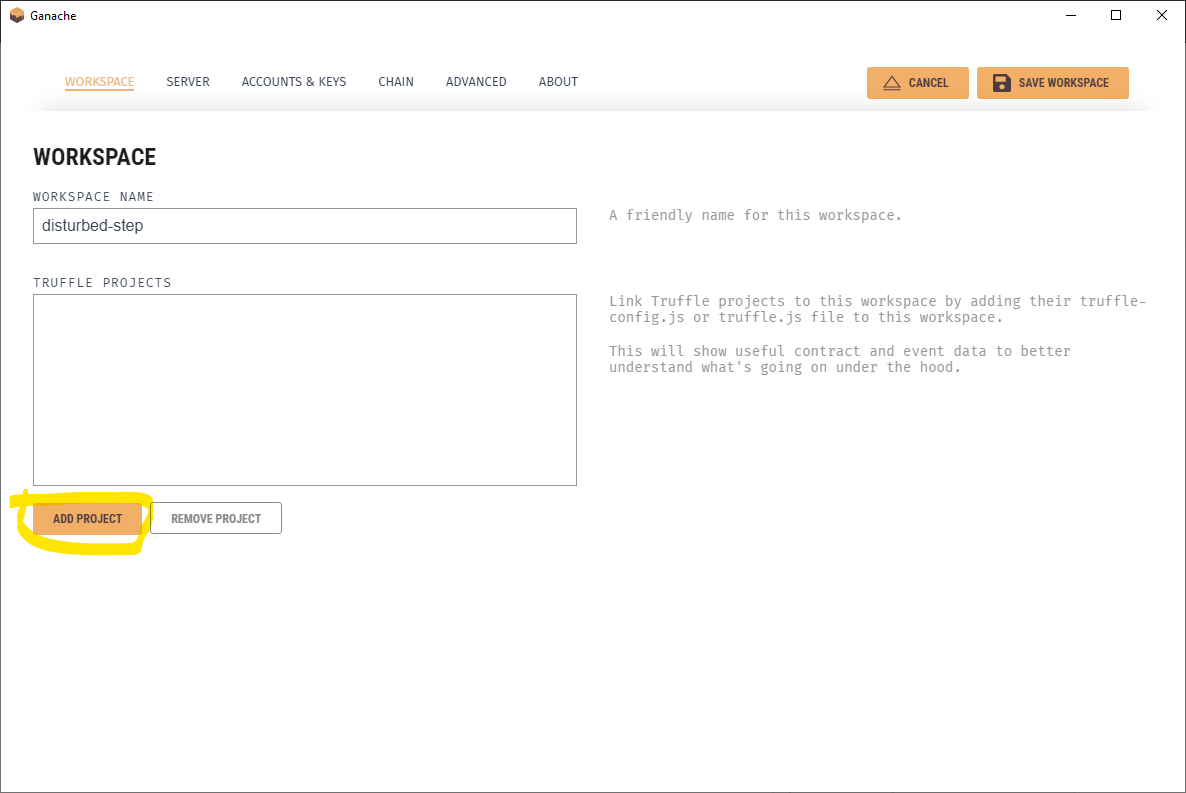 Ganache
WORKSPACE SERVER ACCOUNTS & KEYS CHAIN ADVANCED ABOUT CANCEL SAVE WORKSPACE
WORKSPACE
WORKSPACE NAME
disturbed-step
A friendly name for this workspace.
TRUFFLE PROJECTS
Link Truffle projects to this workspace by adding their truffle-
config.js or truffle.js file to this workspace.
This will show useful contract and event data to better
understand what's going on under the hood.
ADD PROJECT REMOVE PROJECT